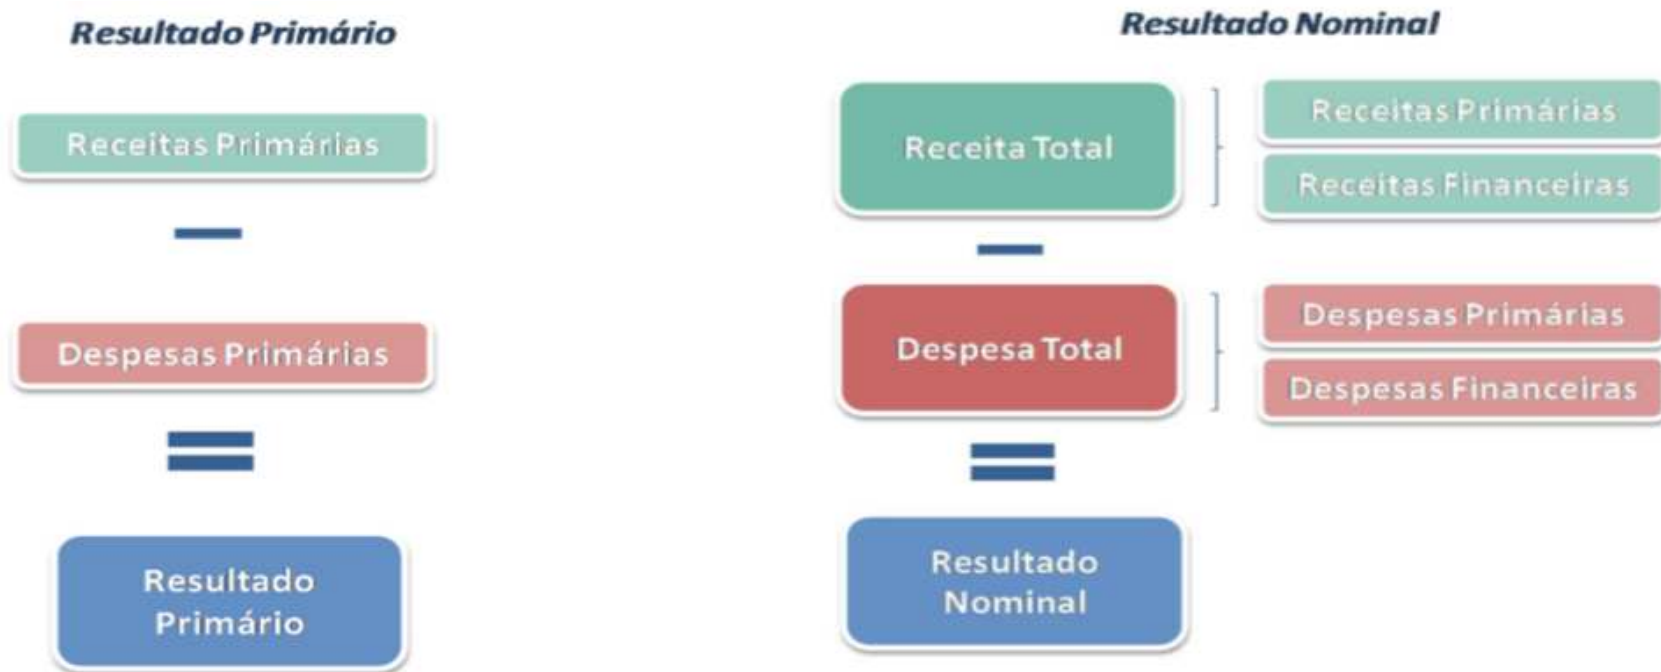 Resultado Primário
Receitas Primárias
Despesas Primárias
Resultado
Primário
Resultado Nominal
Receita Total
Receitas Primárias
Receitas Financeiras
Despesa Total
Despesas Primárias
Despesas Financeiras
Resultado
Nominal